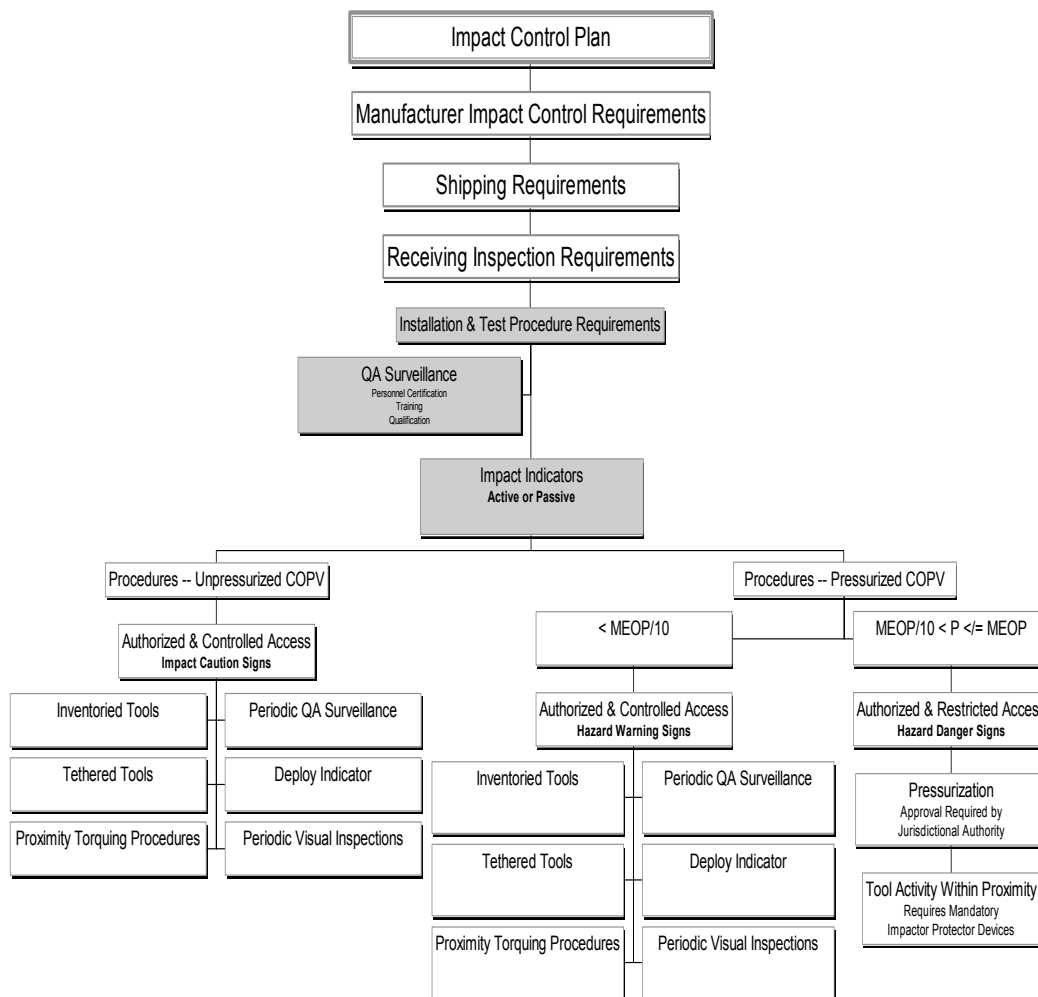 Impact Control Plan
Manufacturer Impact Control Requirements
Shipping Requirements
Receiving Inspection Requirements
Installation & Test Procedure Requirements
QA Surveillance
Personnel Certification
Training
Qualification
Impact Indicators
Active or Passive
Procedures -- Unpressurized COPV
Authorized & Controlled Access
Impact Caution Signs
Inventoried Tools
Periodic QA Surveillance
Tethered Tools
Deploy Indicator
Proximity Torquing Procedures
Periodic Visual Inspections
Procedures -- Pressurized COPV
< MEOP/10
Authorized & Controlled Access
Hazard Warning Signs
Inventoried Tools
Periodic QA Surveillance
Tethered Tools
Deploy Indicator
Proximity Torquing Procedures
Periodic Visual Inspections
MEOP/10 < P </= MEOP
Authorized & Restricted Access
Hazard Danger Signs
Pressurization
Approval Required by
Jurisdictional Authority
Tool Activity Within Proximity
Requires Mandatory
Impactor Protector Devices